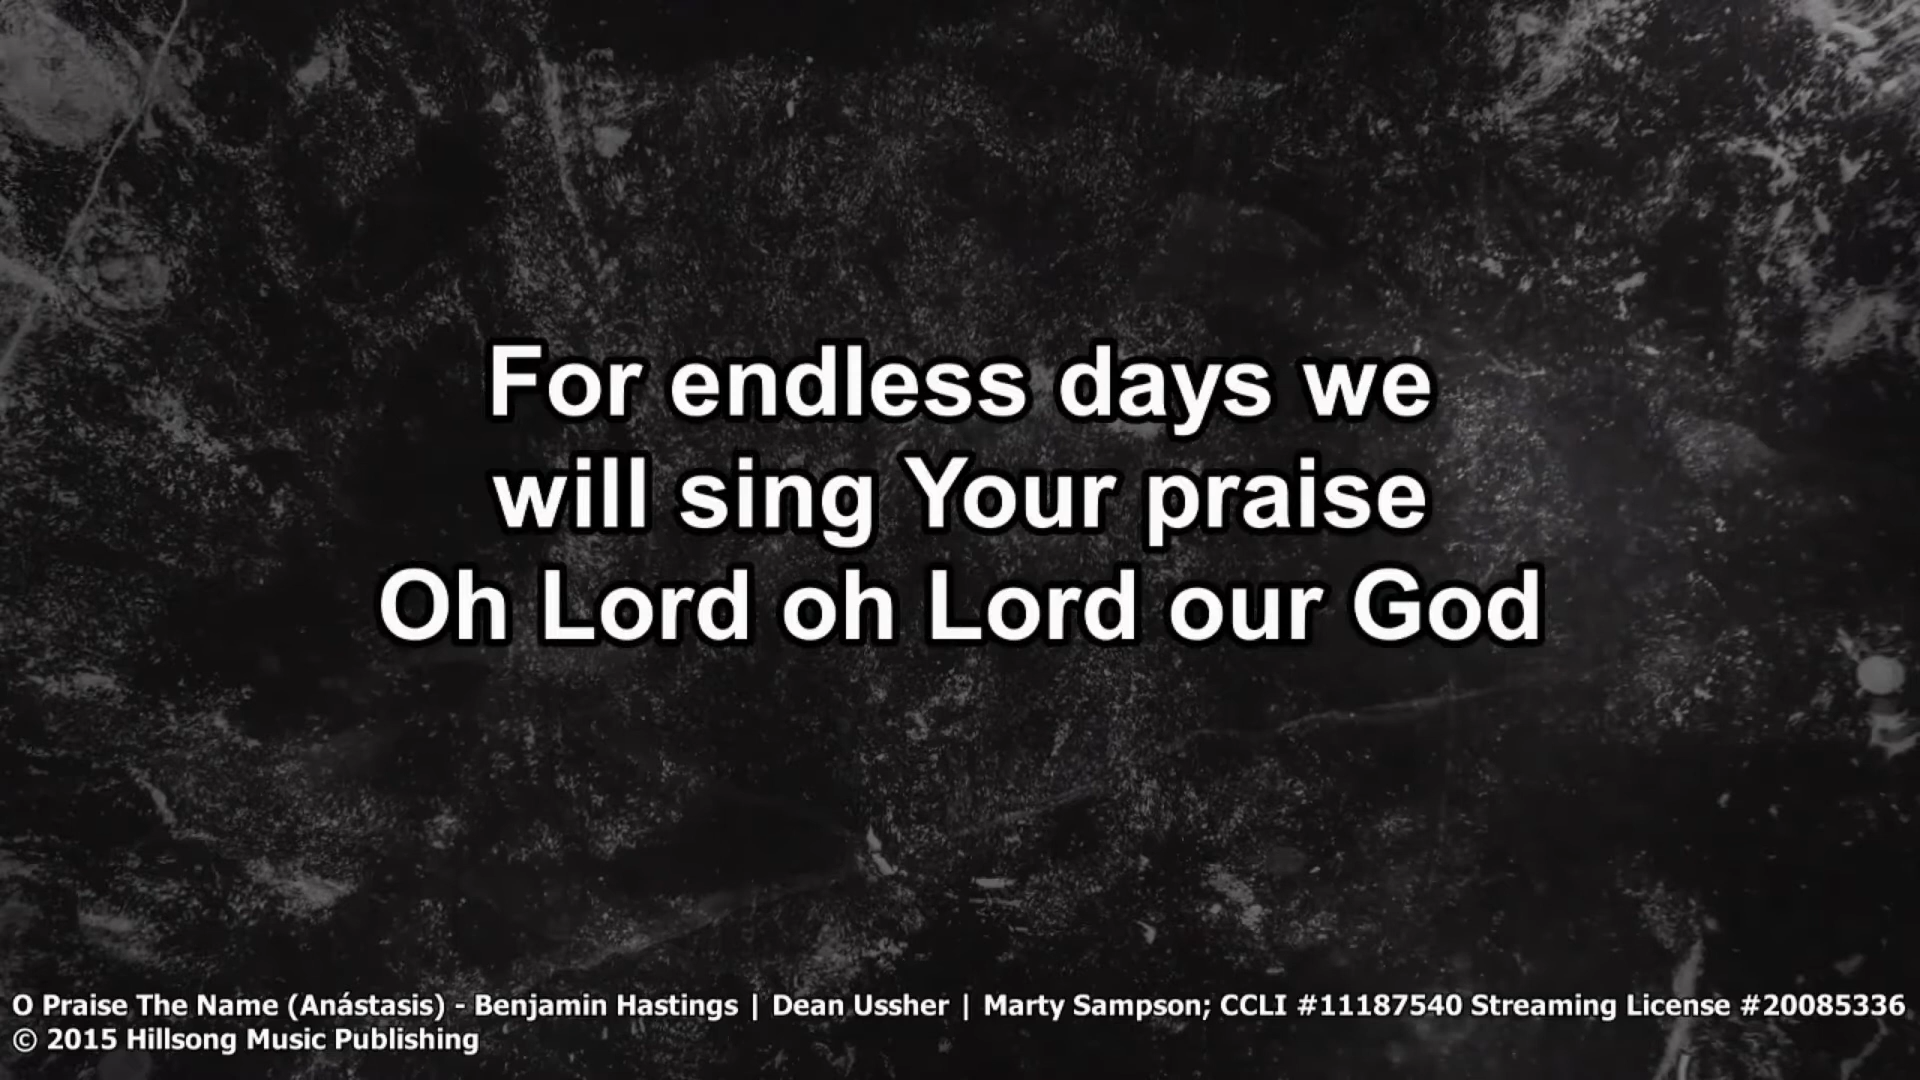 For endless days we
will sing Your praise
Oh Lord oh Lord our God
O Praise The Name (Anástasis) - Benjamin Hastings | Dean Ussher | Marty Sampson; CCLI #11187540 Streaming License #20085336
© 2015 Hillsong Music Publishing